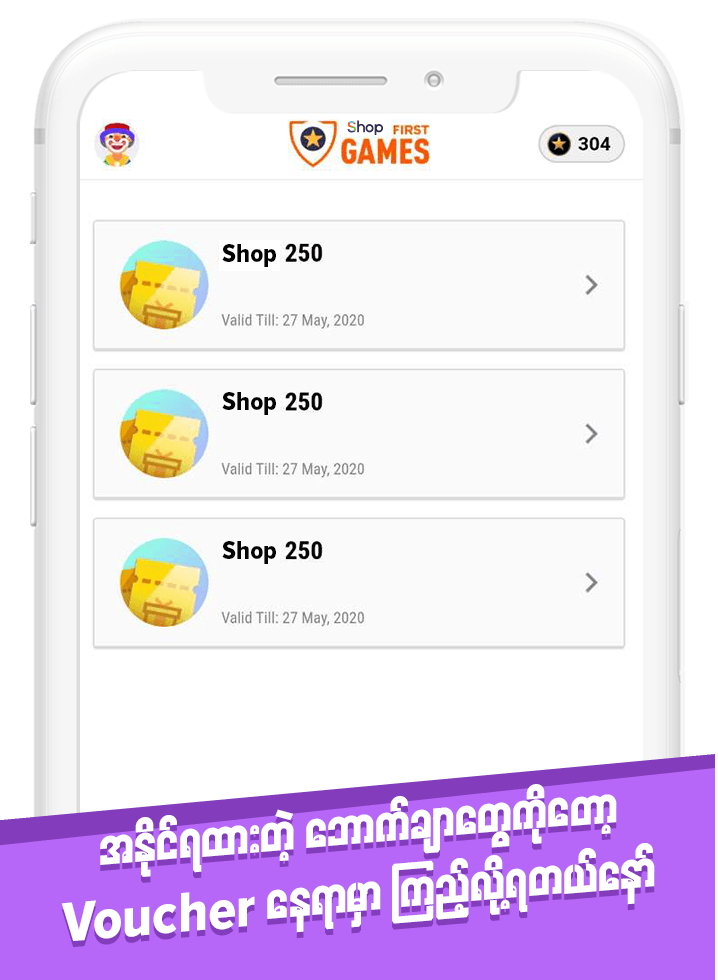 Shop FIRST
GAMES
304
Shop 250
Valid Till: 27 May, 2020
Shop 250
Valid Till: 27 May, 2020
Shop 250
Valid Till: 27 May, 2020
အနိုင်ရထားတဲ့ ဘောက်ချာတွေကိုတော့
Voucher နေရာမှာ ကြည့်လို့ရတယ်နော်